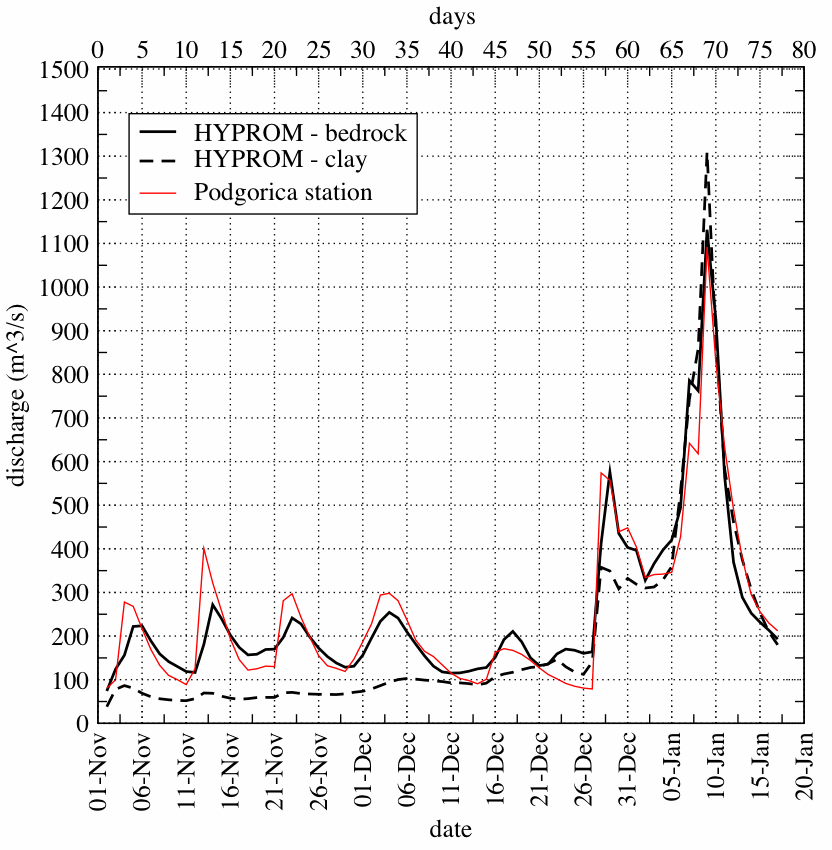 days
0 5 10 15 20 25 30 35 40 45 50 55 60 65 70 75 80
1500
1400
1300
1200
1100
1000
900
800
700
600
500
400
300
200
100
0
HYPROM - bedrock
HYPROM - clay
Podgorica station
discharge (m^3/s)
01-Nov 06-Nov 11-Nov 16-Nov 21-Nov 26-Nov 01-Dec 06-Dec 11-Dec 16-Dec 21-Dec 26-Dec 31-Dec 05-Jan 10-Jan 15-Jan 20-Jan
date